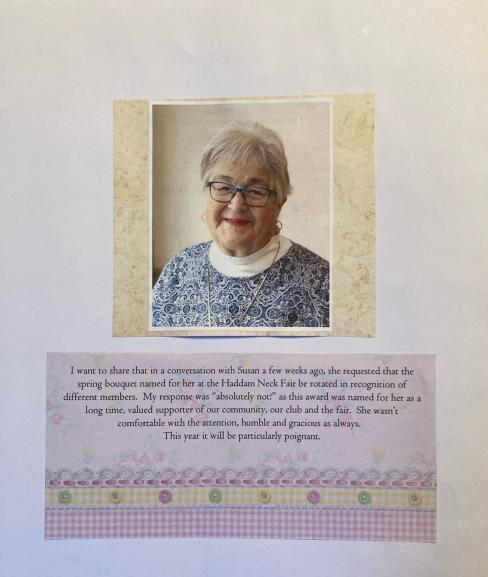 I want to share that in a conversation with Susan a few weeks ago, she requested that the
spring bouquet named for her at the Haddam Neck Fair be rotated in recognition of
different members.  My response was "absolutely not!" as this award was named for her as a
long time, valued supporter of our community, our club and the fair.  She wasn't
comfortable with the attention, humble and gracious as always.
This year it will be particularly poignant.